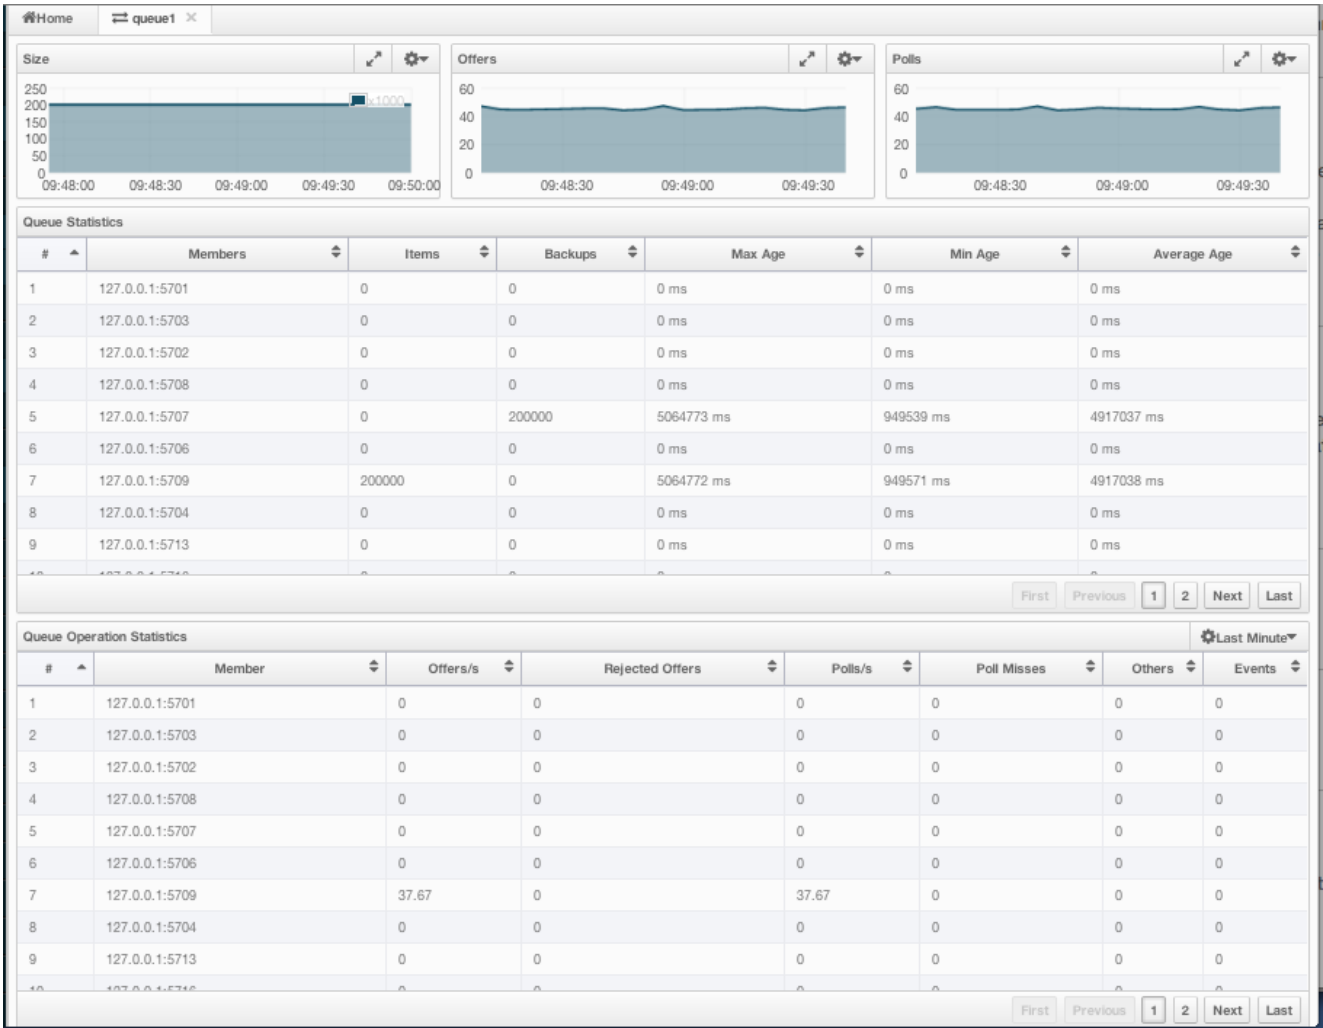 Home queue1
Size Offers Polls
250
200
150
100
50
0
x1000
09:48:00 09:48:30 09:49:00 09:49:30 09:50:00
60
40
20
0
09:48:30 09:49:00 09:49:30
60
40
20
0
09:48:30 09:49:00 09:49:30
Queue Statistics
# Members Items Backups Max Age Min Age Average Age
1 127.0.0.1:5701 0 0 0 ms 0 ms 0 ms
2 127.0.0.1:5703 0 0 0 ms 0 ms 0 ms
3 127.0.0.1:5702 0 0 0 ms 0 ms 0 ms
4 127.0.0.1:5708 0 0 0 ms 0 ms 0 ms
5 127.0.0.1:5707 0 200000 5064773 ms 949539 ms 4917037 ms
6 127.0.0.1:5706 0 0 0 ms 0 ms 0 ms
7 127.0.0.1:5709 200000 0 5064772 ms 949571 ms 4917038 ms
8 127.0.0.1:5704 0 0 0 ms 0 ms 0 ms
9 127.0.0.1:5713 0 0 0 ms 0 ms 0 ms
First Previous 1 2 Next Last
Queue Operation Statistics Last Minute
# Member Offers/s Rejected Offers Polls/s Poll Misses Others Events
1 127.0.0.1:5701 0 0 0 0 0 0
2 127.0.0.1:5703 0 0 0 0 0 0
3 127.0.0.1:5702 0 0 0 0 0 0
4 127.0.0.1:5708 0 0 0 0 0 0
5 127.0.0.1:5707 0 0 0 0 0 0
6 127.0.0.1:5706 0 0 0 0 0 0
7 127.0.0.1:5709 37.67 0 37.67 0 0 0
8 127.0.0.1:5704 0 0 0 0 0 0
9 127.0.0.1:5713 0 0 0 0 0 0
First Previous 1 2 Next Last